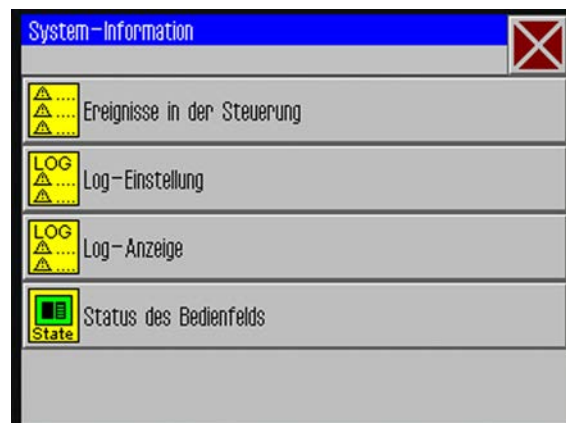 System-Information
....
....
....
Ereignisse in der Steuerung
LOG
....
....
Log-Einstellung
LOG
....
....
Log-Anzeige
State
Status des Bedienfelds